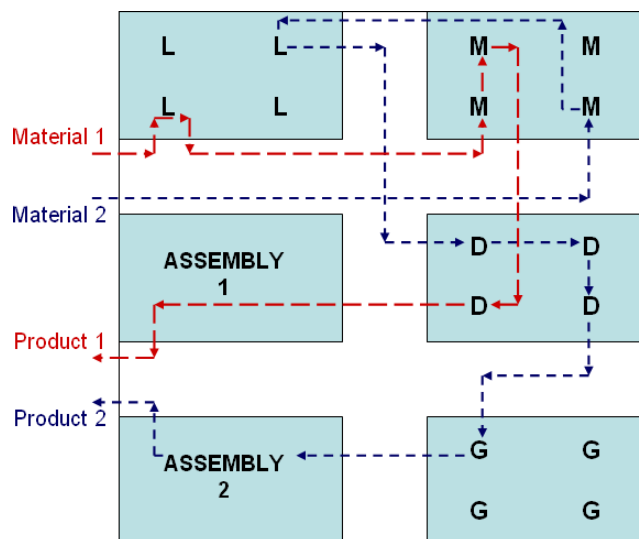 L L M M
L L M M
Material 1
Material 2
ASSEMBLY
1
D D
D D
Product 1
Product 2
ASSEMBLY
2
G G
G G